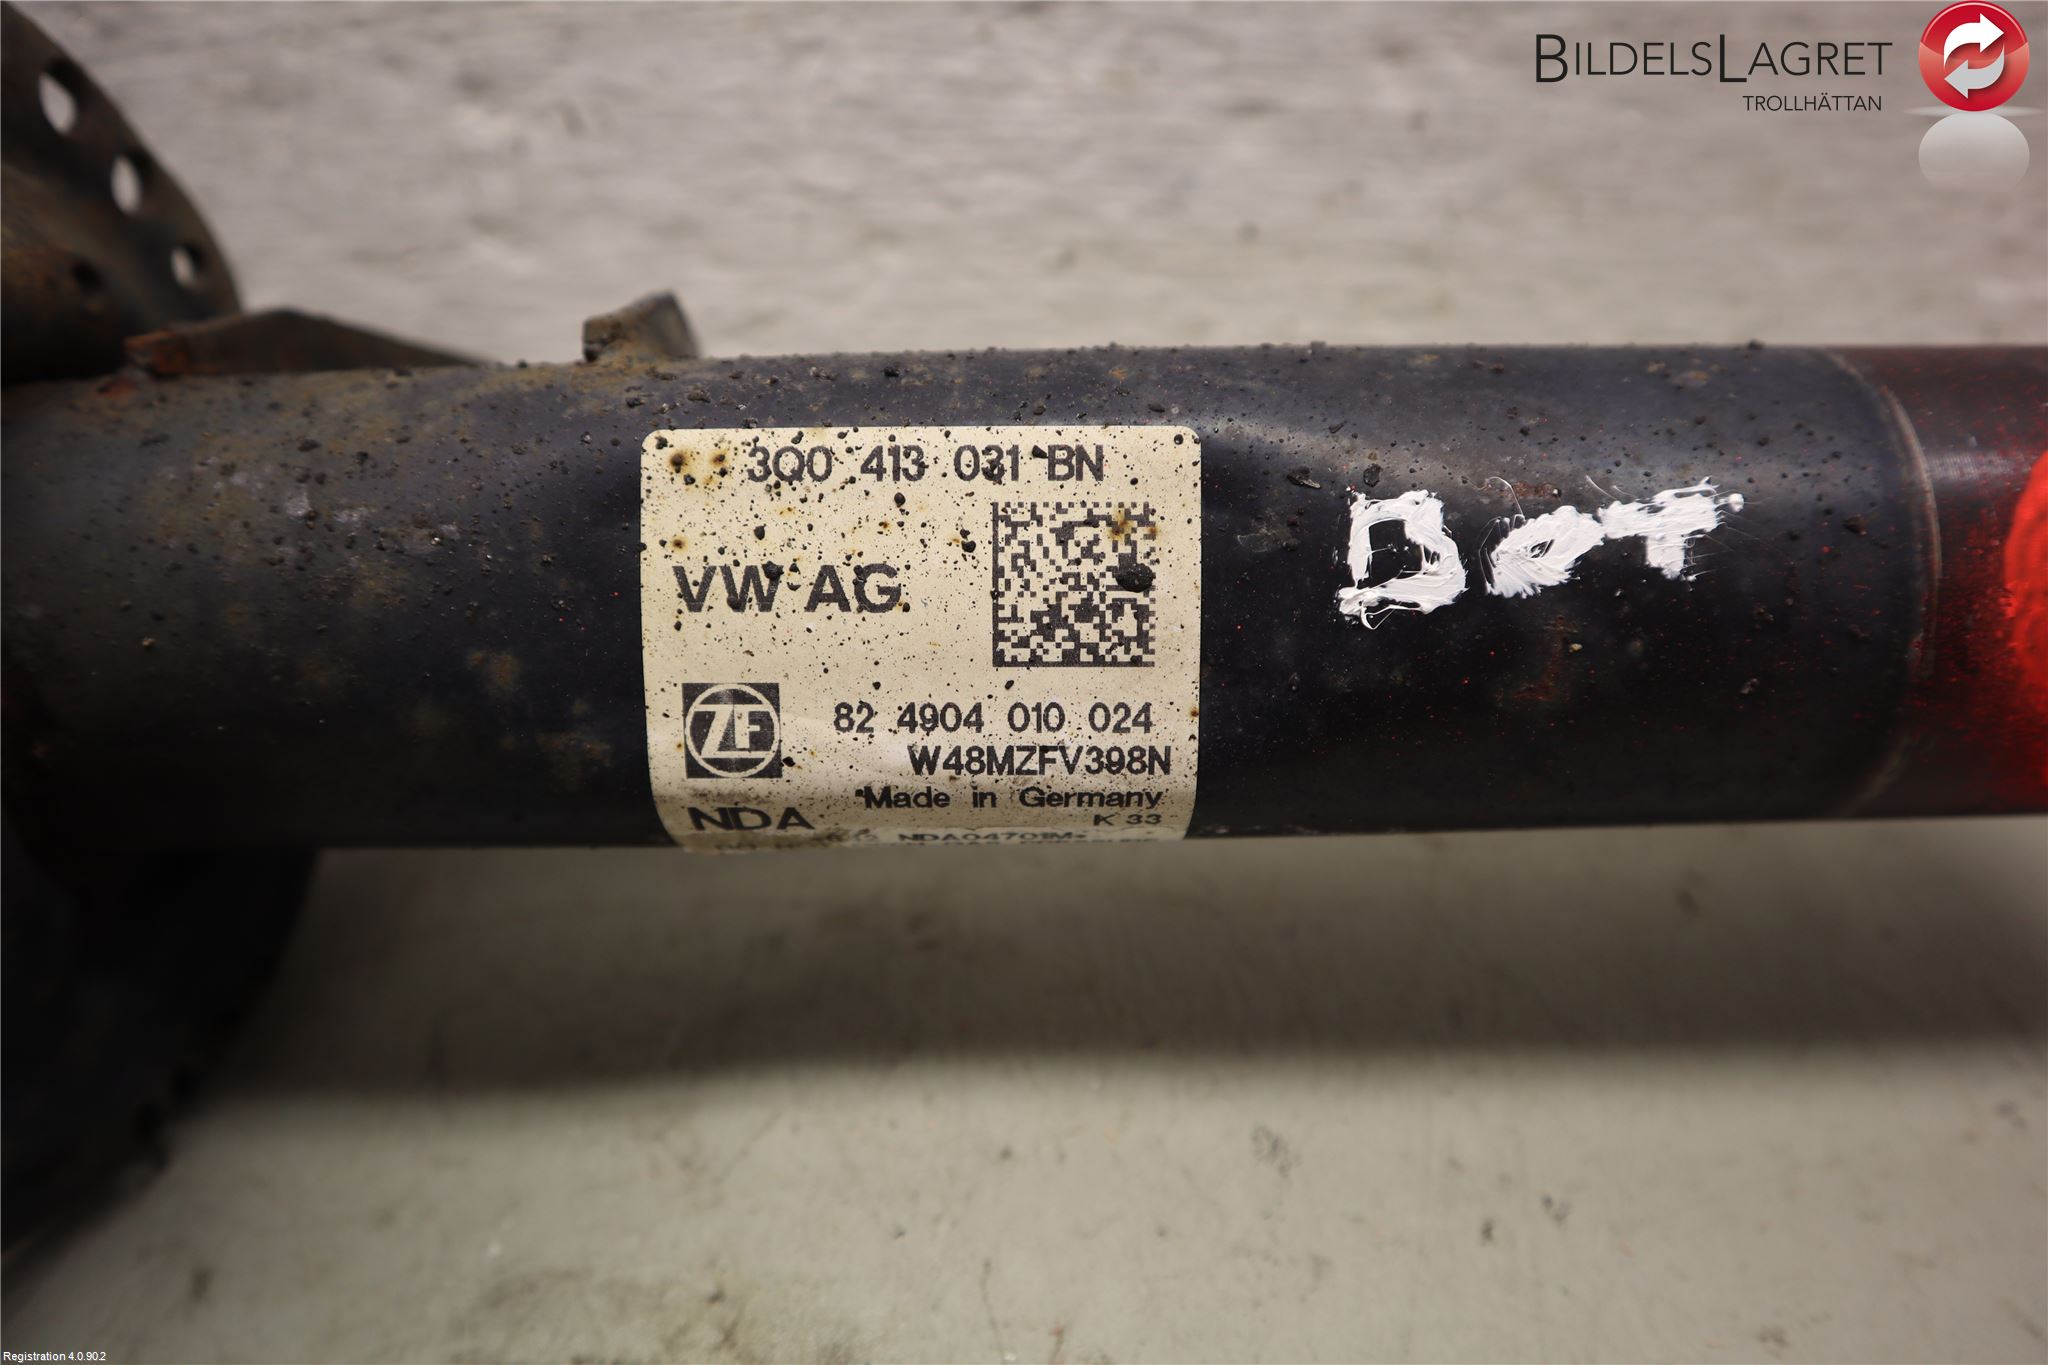 BILDELSLAGRET
TROLLHÄTTAN
3Q0 413 031 BN
VW AG
ZF
82 4904 010 024
W48MZFV398N
Made in Germany
NDA
K 33
NDA04701M
Registration 4.0.90.2